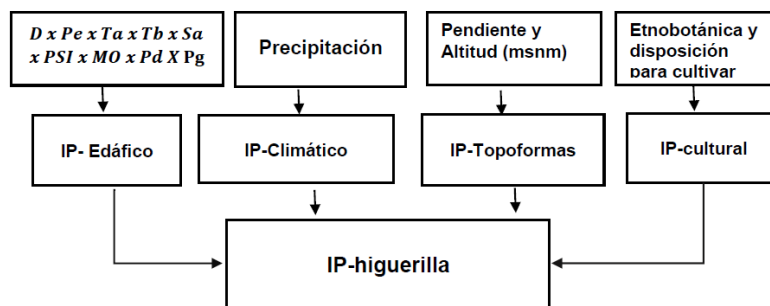 D x Pe x Ta x Tb x Sa
x PSI x MO x Pd X Pg
Precipitación
Pendiente y
Altitud (msnm)
Etnobotánica y
disposición
para cultivar
IP- Edáfico
IP-Climático
IP-Topoformas
IP-cultural
IP-higuerilla